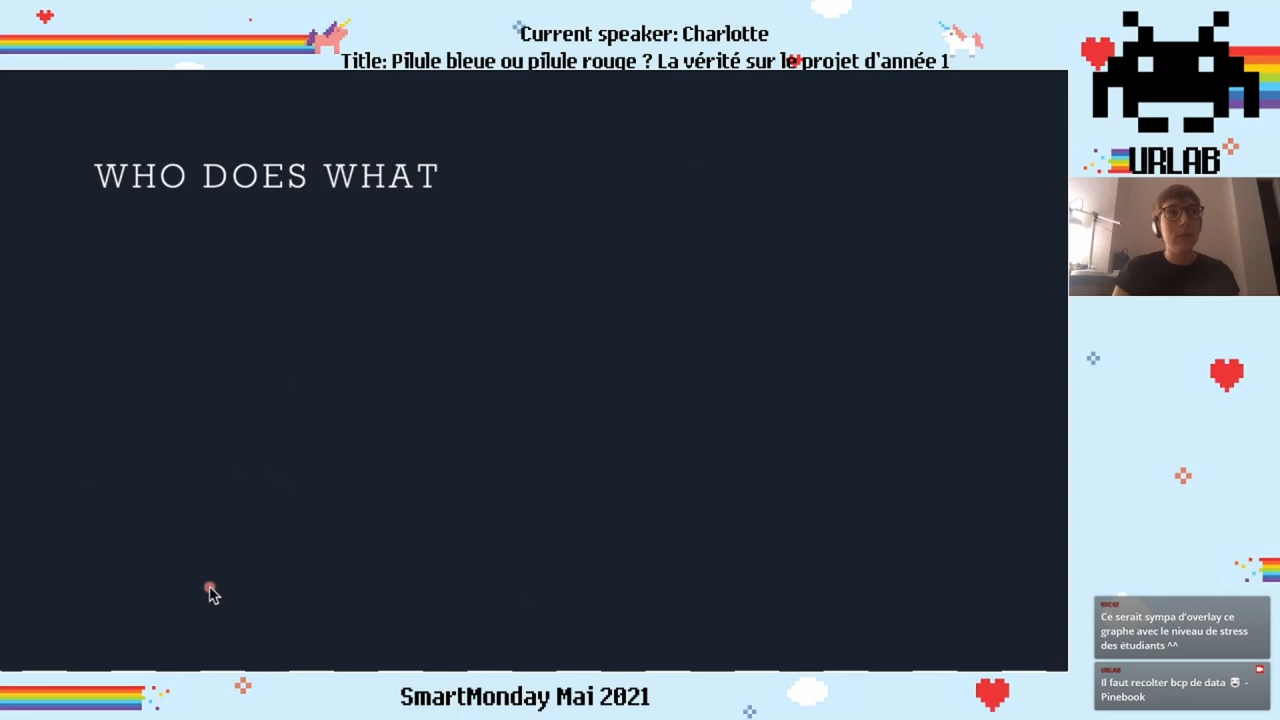 Current speaker: Charlotte
Title: Pilule bleue ou pilule rouge ? La vérité sur le projet d'année 1
URLAB
WHO DOES WHAT
Ce serait sympa d'overlay ce
graphe avec le niveau de stress
des étudiants ^^
URLAB
Il faut recolter bcp de data 😄 -
Pinebook
SmartMonday Mai 2021